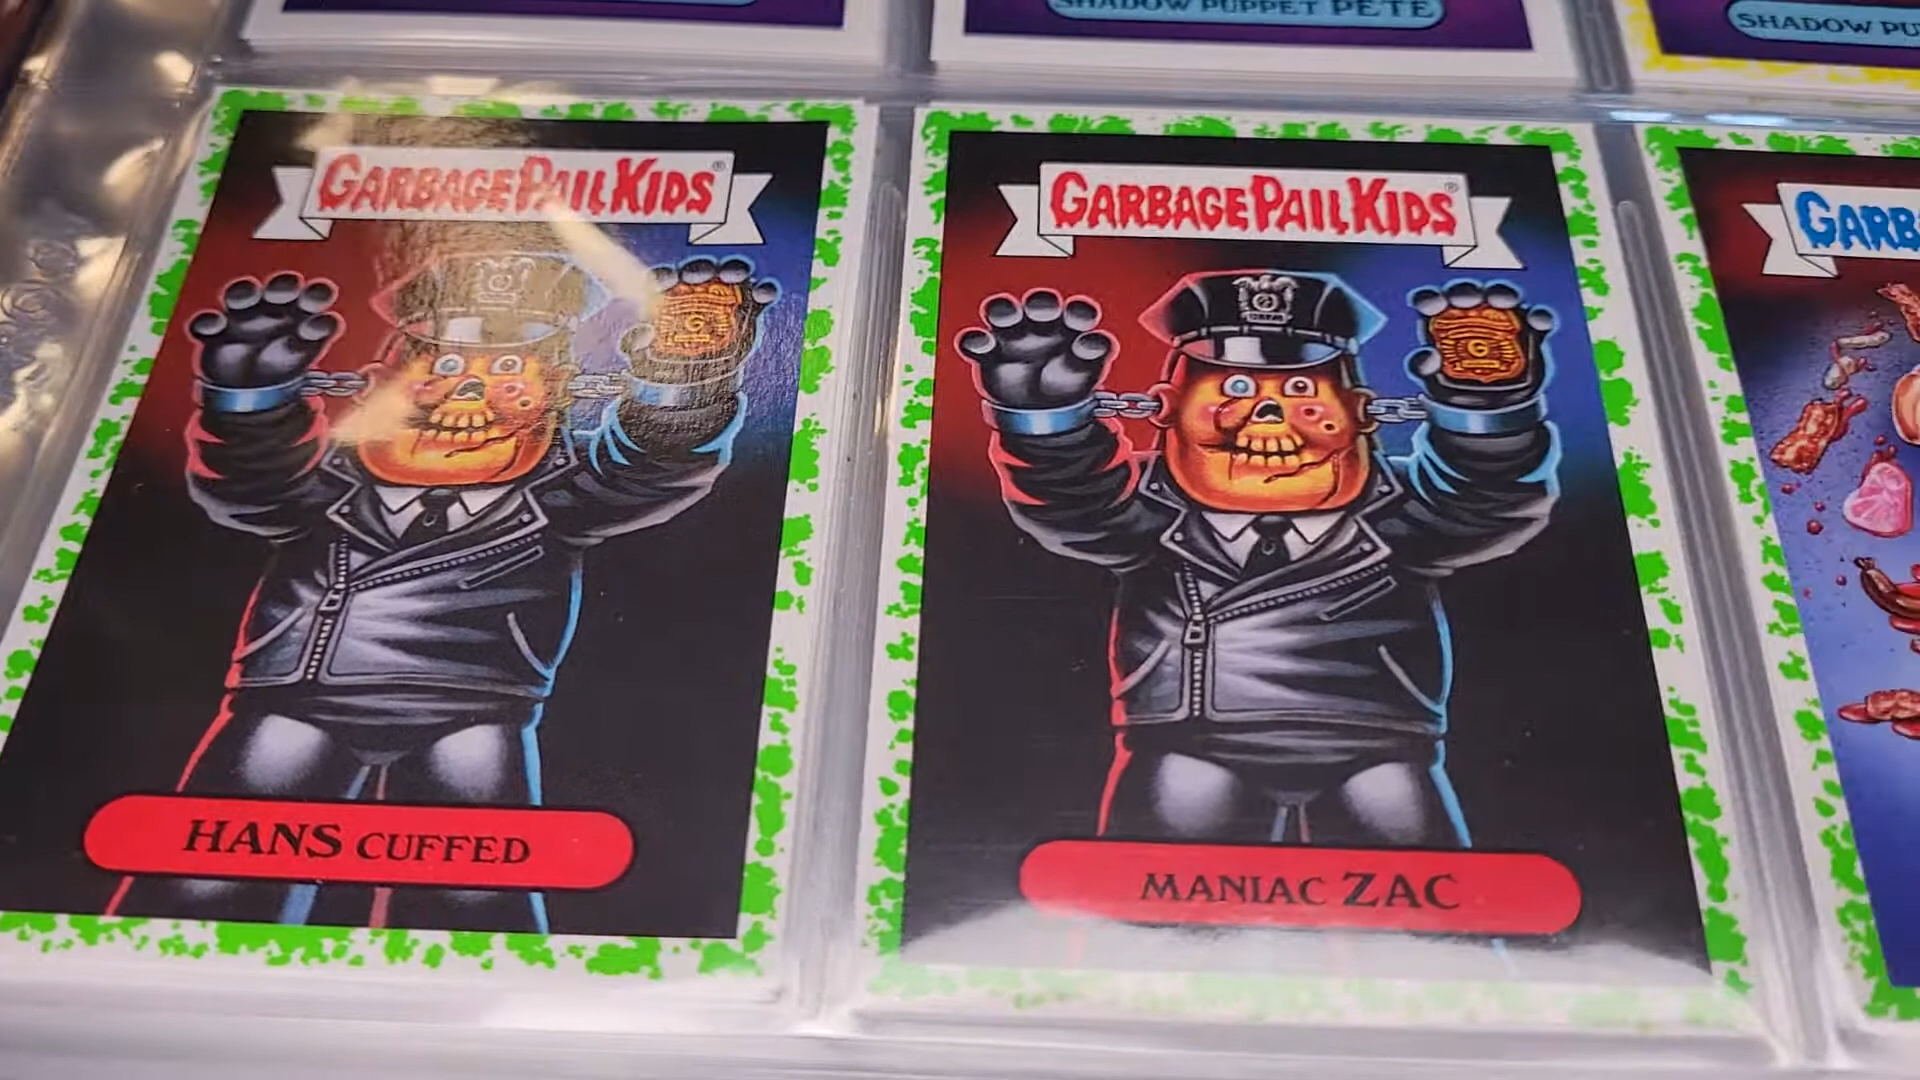 SHADOW PUPPET PETE
SHADOW PU
GARBAGE PAIL KIDS®
GARBAGE PAIL KIDS®
GARB
G
G
HANS CUFFED
MANIAC ZAC